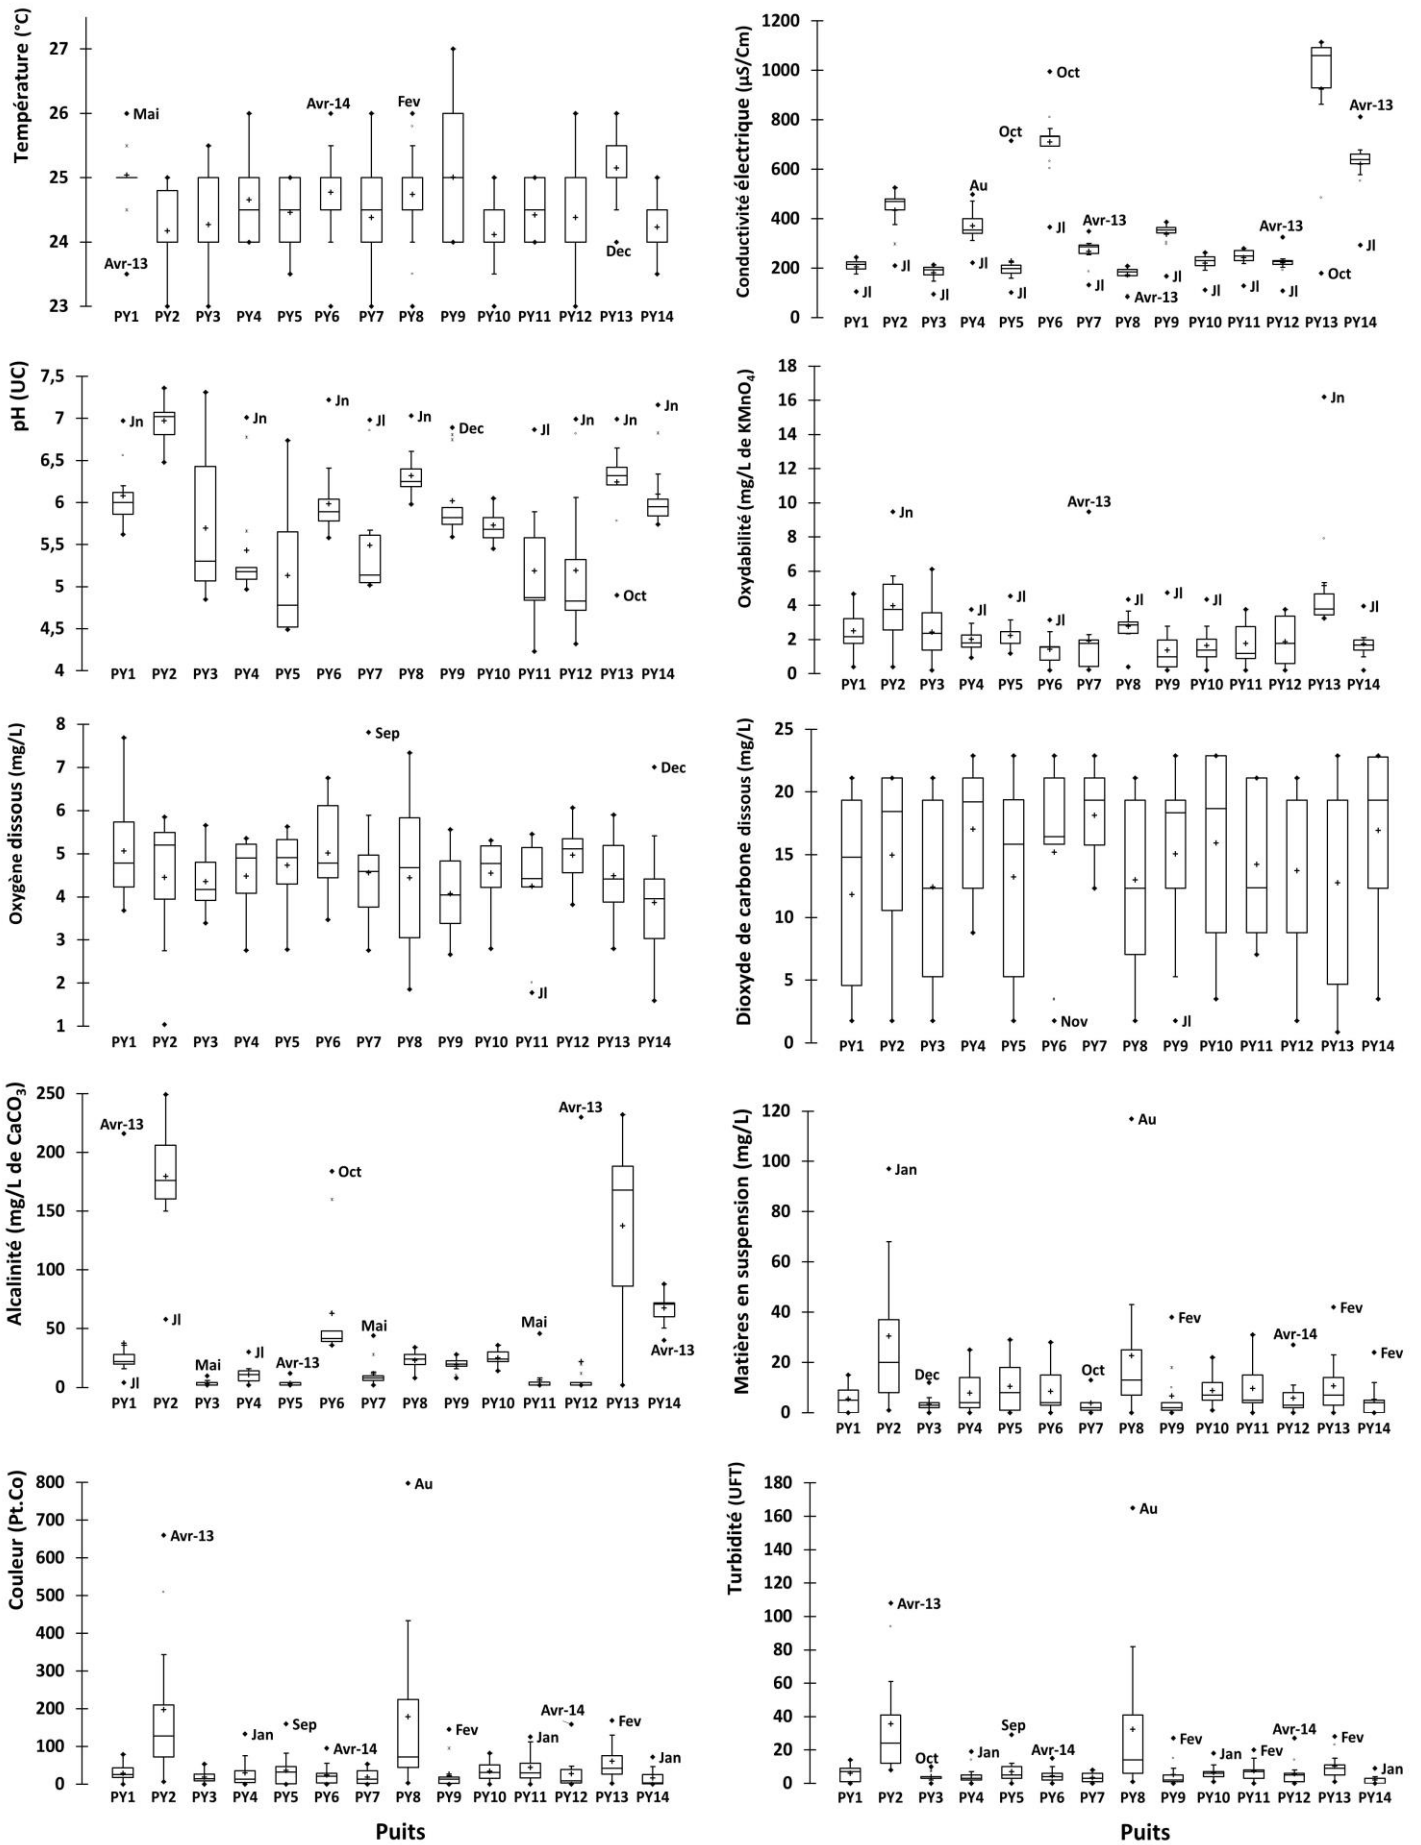 Température (°C)
27
26
25
24
23
Mai
Avr-13
Avr-14
Fev
Dec
PY1 PY2 PY3 PY4 PY5 PY6 PY7 PY8 PY9 PY10 PY11 PY12 PY13 PY14
Conductivité électrique (µS/Cm)
1200
1000
800
600
400
200
0
Jl
Jl
Jl
Au
Jl
Oct
Jl
Oct
Jl
Avr-13
Jl
Avr-13
Jl
Jl
Jl
Avr-13
Jl
Oct
Avr-13
Jl
PY1 PY2 PY3 PY4 PY5 PY6 PY7 PY8 PY9 PY10 PY11 PY12 PY13 PY14
pH (UC)
7,5
7
6,5
6
5,5
5
4,5
4
Jn
Jn
Jn
Jl
Jn
Dec
Jl
Jn
Jn
Oct
Jn
PY1 PY2 PY3 PY4 PY5 PY6 PY7 PY8 PY9 PY10 PY11 PY12 PY13 PY14
Oxydabilité (mg/L de KMnO4)
18
16
14
12
10
8
6
4
2
0
Jn
Jl
Jl
Jl
Avr-13
Jl
Jl
Jl
Jn
Jl
PY1 PY2 PY3 PY4 PY5 PY6 PY7 PY8 PY9 PY10 PY11 PY12 PY13 PY14
Oxygène dissous (mg/L)
8
7
6
5
4
3
2
1
Sep
Jl
Dec
PY1 PY2 PY3 PY4 PY5 PY6 PY7 PY8 PY9 PY10 PY11 PY12 PY13 PY14
Dioxyde de carbone dissous (mg/L)
25
20
15
10
5
0
Nov
Jl
PY1 PY2 PY3 PY4 PY5 PY6 PY7 PY8 PY9 PY10 PY11 PY12 PY13 PY14
Alcalinité (mg/L de CaCO3)
250
200
150
100
50
0
Avr-13
Jl
Jl
Mai
Jl
Avr-13
Oct
Mai
Mai
Avr-13
Avr-13
PY1 PY2 PY3 PY4 PY5 PY6 PY7 PY8 PY9 PY10 PY11 PY12 PY13 PY14
Matières en suspension (mg/L)
120
100
80
60
40
20
0
Jan
Dec
Oct
Au
Fev
Avr-14
Fev
Fev
PY1 PY2 PY3 PY4 PY5 PY6 PY7 PY8 PY9 PY10 PY11 PY12 PY13 PY14
Couleur (Pt.Co)
800
700
600
500
400
300
200
100
0
Avr-13
Jan
Sep
Avr-14
Au
Fev
Jan
Avr-14
Fev
Jan
PY1 PY2 PY3 PY4 PY5 PY6 PY7 PY8 PY9 PY10 PY11 PY12 PY13 PY14
Puits
Turbidité (UFT)
180
160
140
120
100
80
60
40
20
0
Avr-13
Oct
Jan
Sep
Avr-14
Au
Fev
Jan
Fev
Avr-14
Fev
Jan
PY1 PY2 PY3 PY4 PY5 PY6 PY7 PY8 PY9 PY10 PY11 PY12 PY13 PY14
Puits